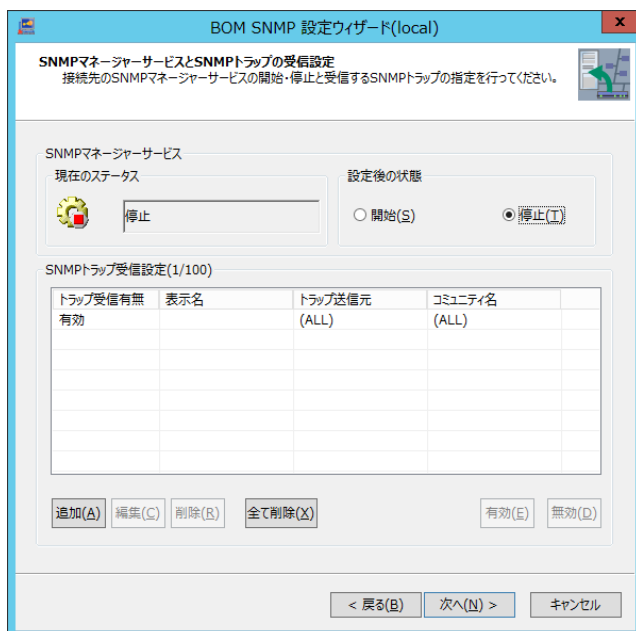 BOM SNMP 設定ウィザード(local)
x
SNMPマネージャーサービスとSNMPトラップの受信設定
接続先のSNMPマネージャーサービスの開始・停止と受信するSNMPトラップの指定を行ってください。
SNMPマネージャーサービス
現在のステータス 設定後の状態
停止 開始(S) 停止(T)
SNMPトラップ受信設定(1/100)
トラップ受信有無 表示名 トラップ送信元 コミュニティ名
有効 (ALL) (ALL)
追加(A) 編集(C) 削除(R) 全て削除(X) 有効(E) 無効(D)
< 戻る(B) 次へ(N) > キャンセル